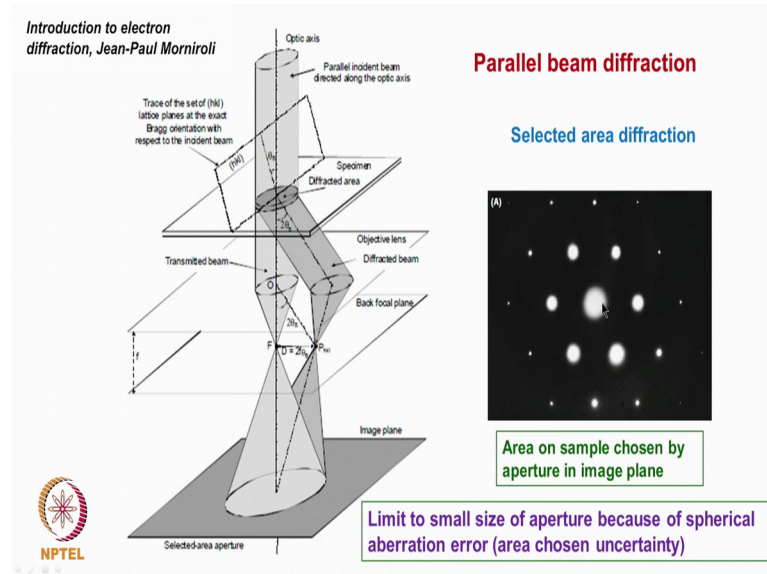 Introduction to electron
diffraction, Jean-Paul Morniroli
Parallel beam diffraction
Selected area diffraction
Optic axis
Parallel incident beam
directed along the optic axis
Trace of the set of (hkl)
lattice planes at the exact
Bragg orientation with
respect to the incident beam
(hkl)
θB
Specimen
Diffracted area
2θB
Objective lens
Transmitted beam
Diffracted beam
O
Back focal plane
2θB
f
F
D = 2fθB
Phkl
Image plane
Selected-area aperture
(A)
Area on sample chosen by
aperture in image plane
Limit to small size of aperture because of spherical
aberration error (area chosen uncertainty)
NPTEL